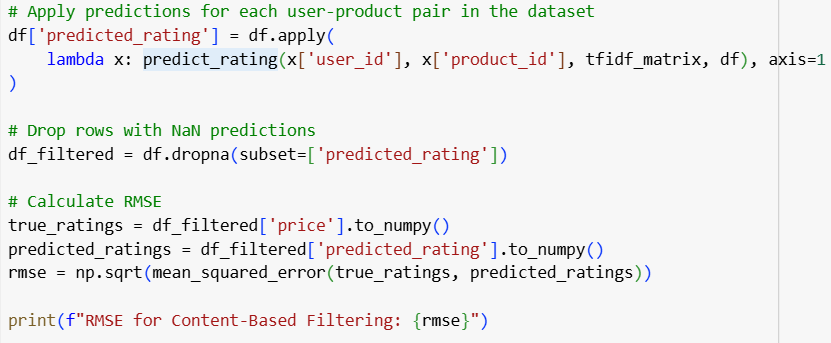 # Apply predictions for each user-product pair in the dataset
df['predicted_rating'] = df.apply(
    lambda x: predict_rating(x['user_id'], x['product_id'], tfidf_matrix, df), axis=1
)
# Drop rows with NaN predictions
df_filtered = df.dropna(subset=['predicted_rating'])
# Calculate RMSE
true_ratings = df_filtered['price'].to_numpy()
predicted_ratings = df_filtered['predicted_rating'].to_numpy()
rmse = np.sqrt(mean_squared_error(true_ratings, predicted_ratings))
print(f"RMSE for Content-Based Filtering: {rmse}")